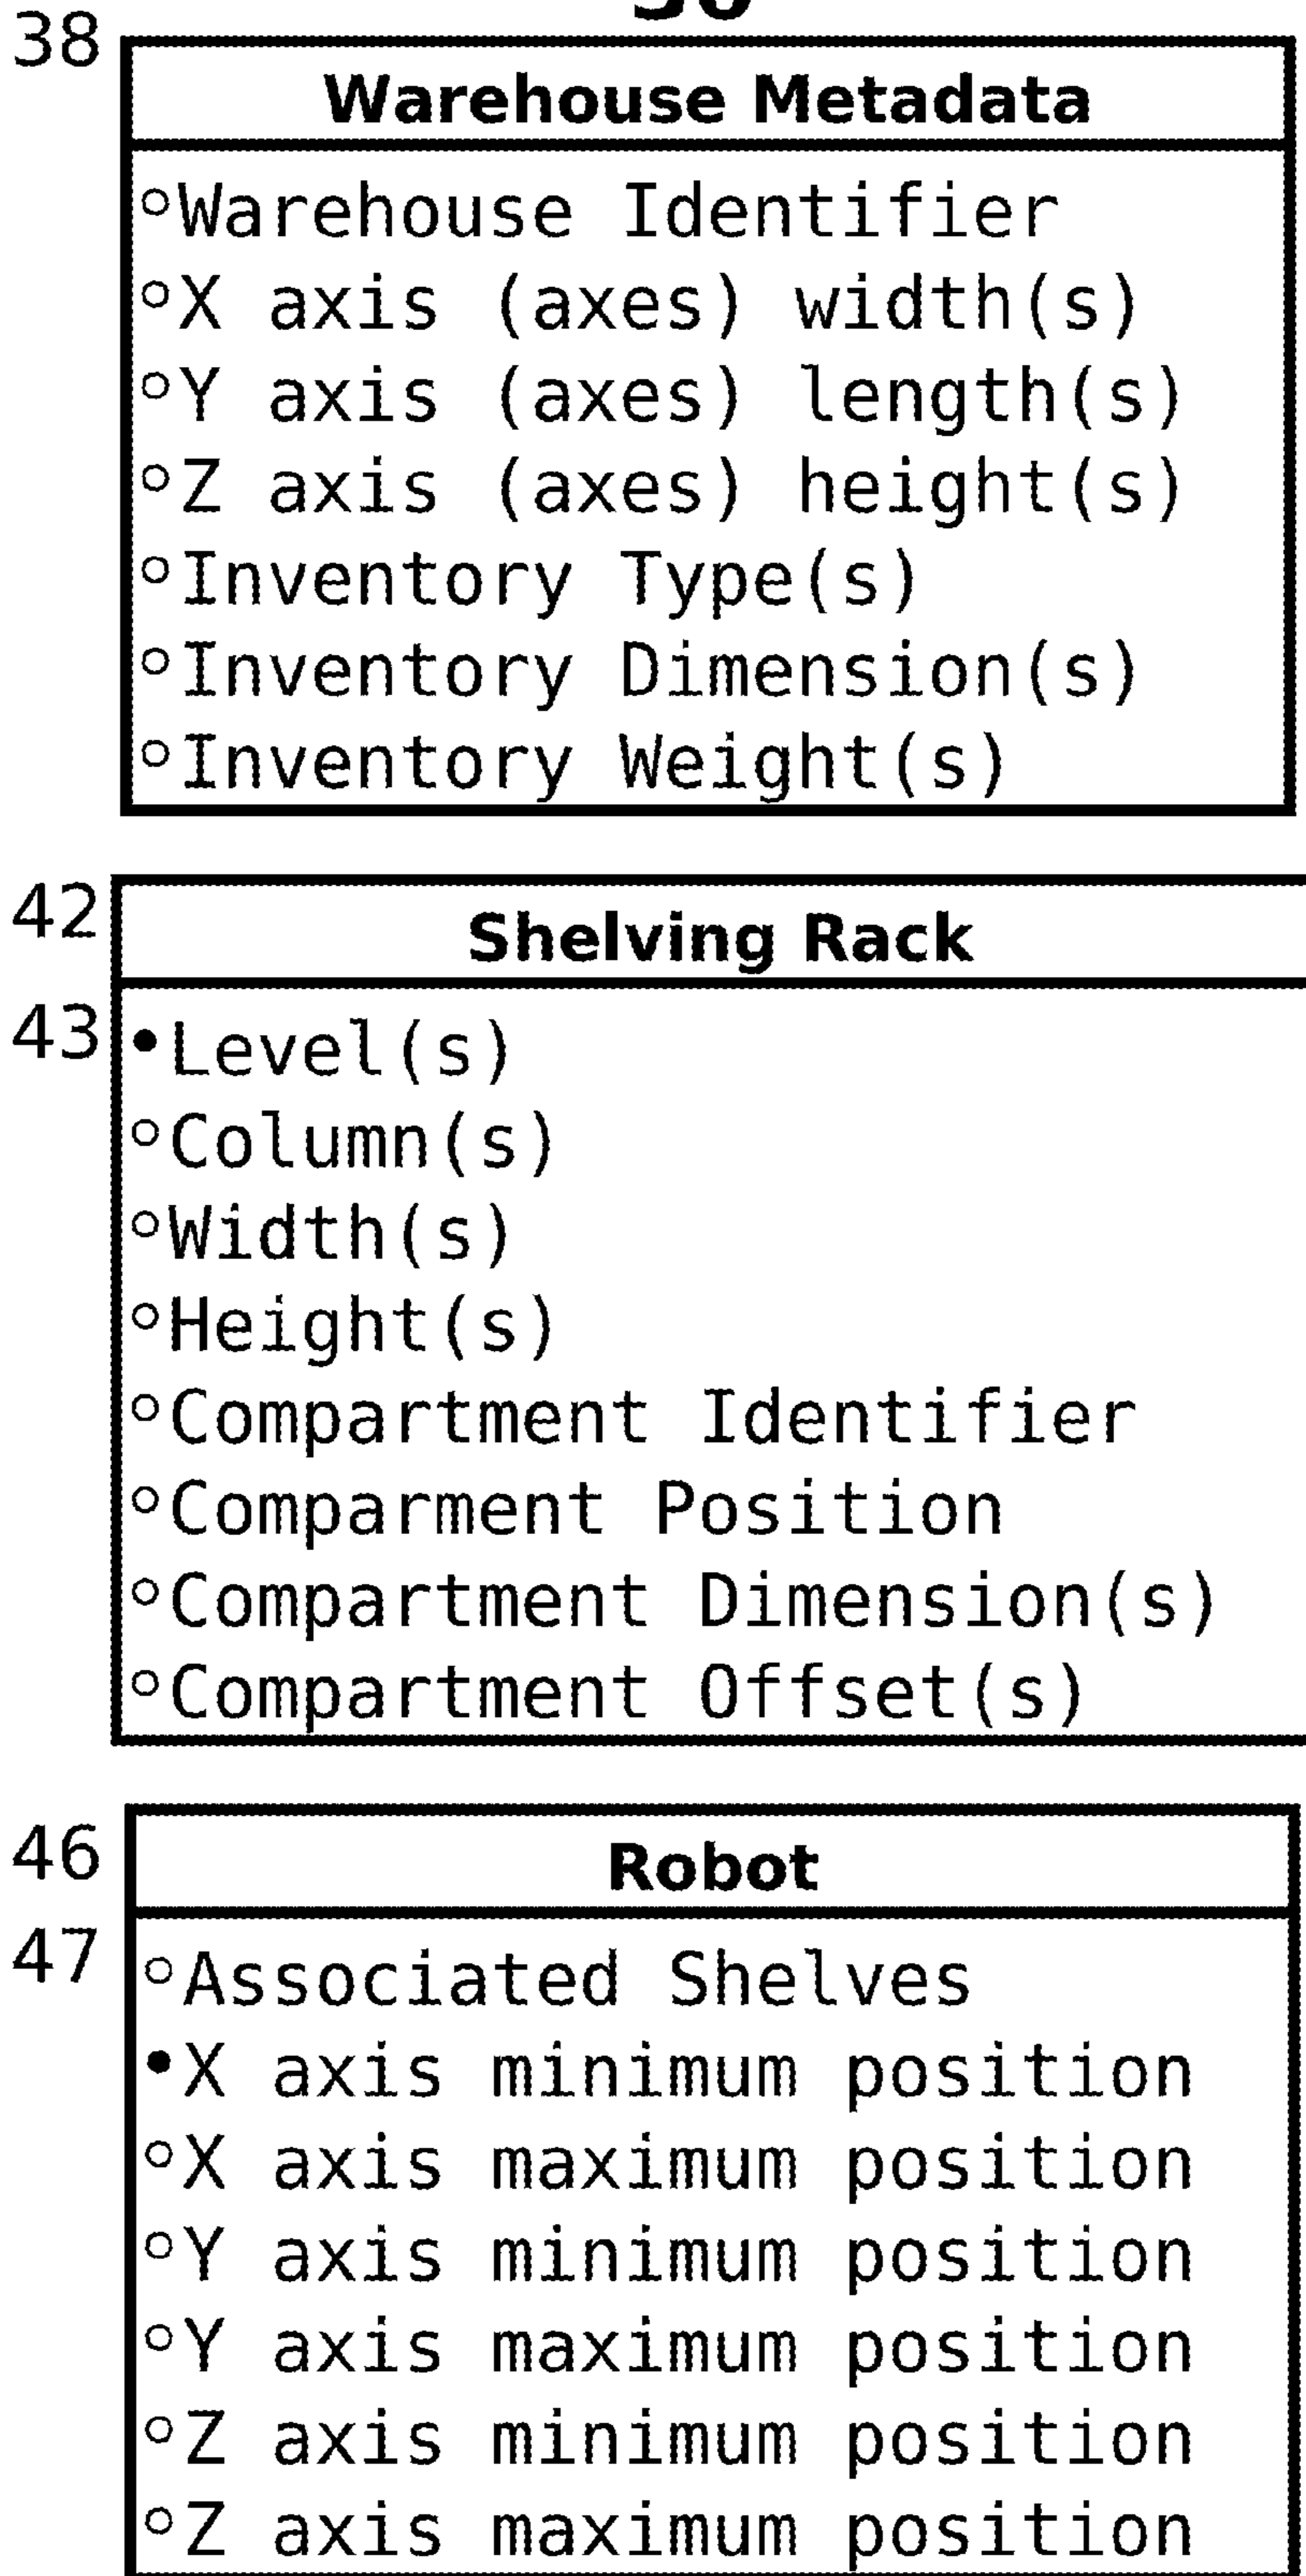 38
Warehouse Metadata
○Warehouse Identifier
○X axis (axes) width(s)
○Y axis (axes) length(s)
○Z axis (axes) height(s)
○Inventory Type(s)
○Inventory Dimension(s)
○Inventory Weight(s)
42
Shelving Rack
43
●Level(s)
○Column(s)
○Width(s)
○Height(s)
○Compartment Identifier
○Comparment Position
○Compartment Dimension(s)
○Compartment Offset(s)
46
Robot
47
○Associated Shelves
●X axis minimum position
○X axis maximum position
○Y axis minimum position
○Y axis maximum position
○Z axis minimum position
○Z axis maximum position